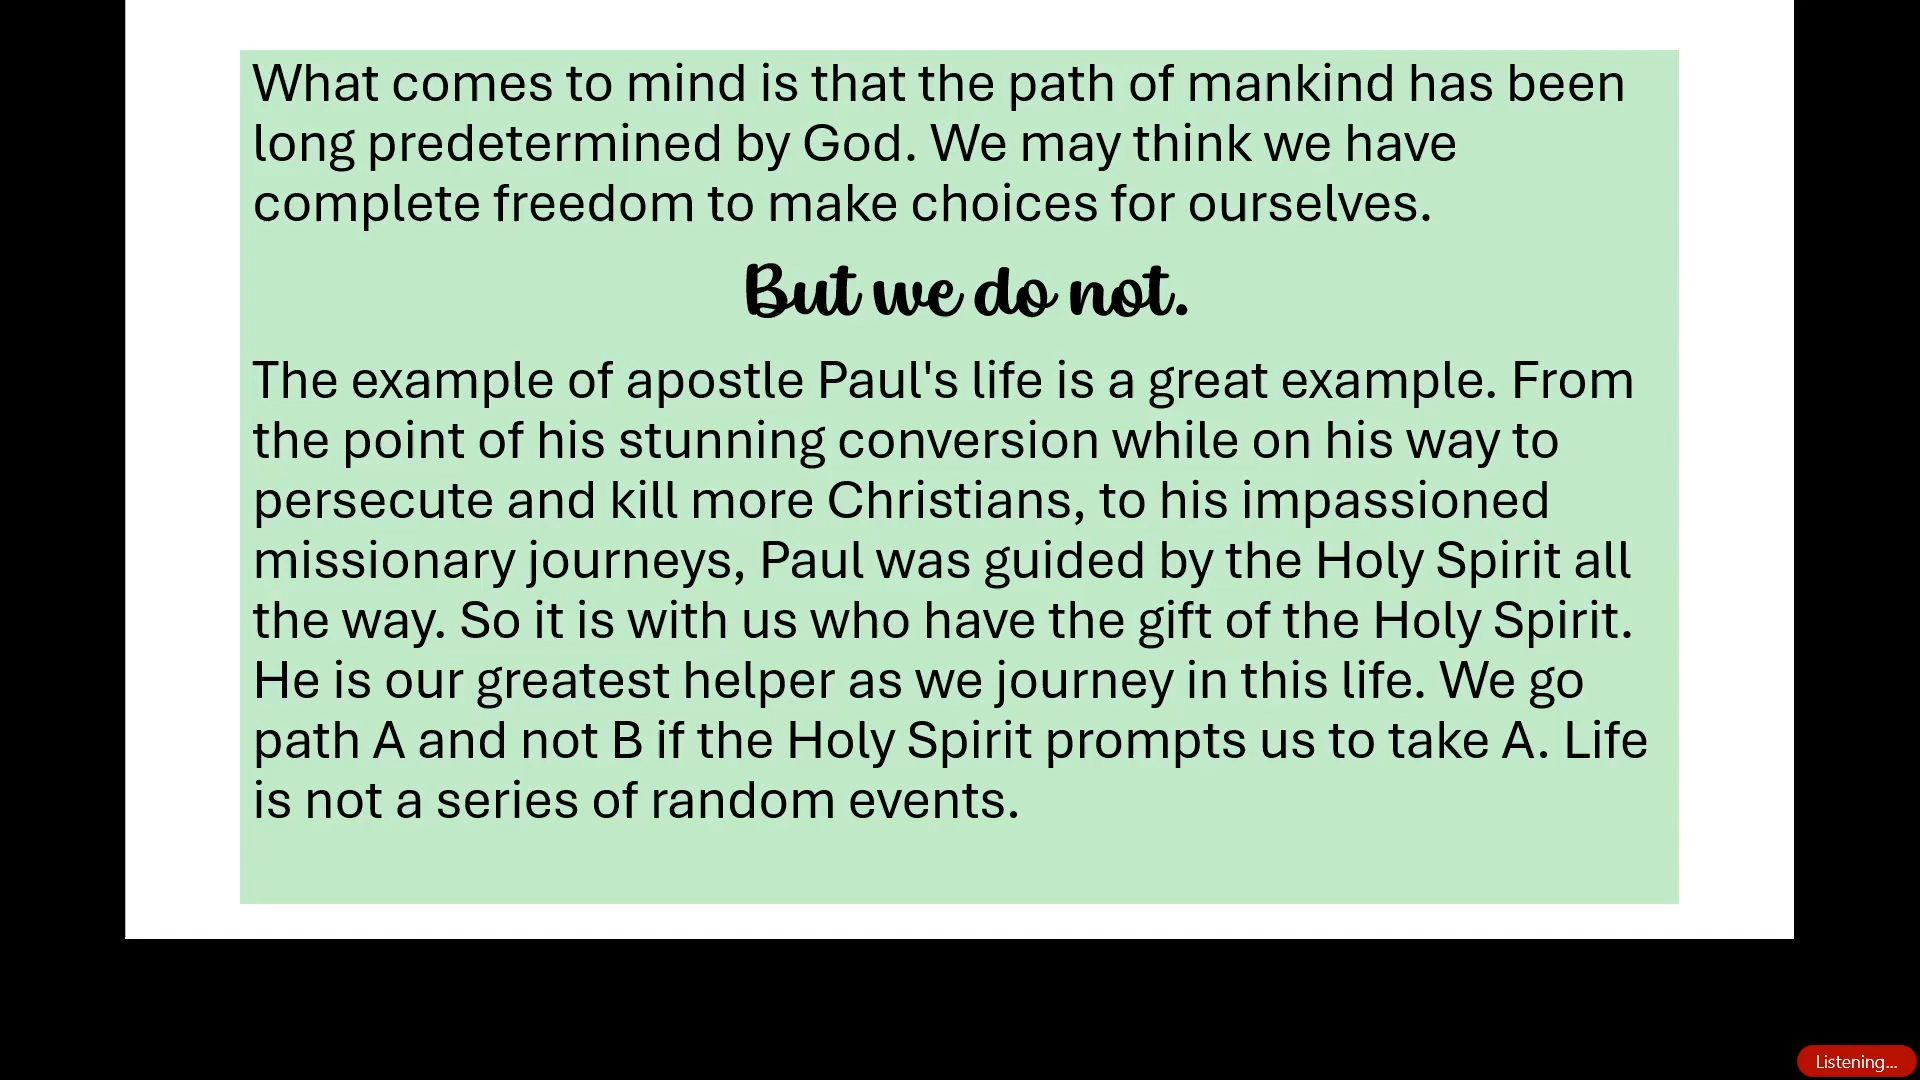 What comes to mind is that the path of mankind has been
long predetermined by God. We may think we have
complete freedom to make choices for ourselves.
But we do not.
The example of apostle Paul's life is a great example. From
the point of his stunning conversion while on his way to
persecute and kill more Christians, to his impassioned
missionary journeys, Paul was guided by the Holy Spirit all
the way. So it is with us who have the gift of the Holy Spirit.
He is our greatest helper as we journey in this life. We go
path A and not B if the Holy Spirit prompts us to take A. Life
is not a series of random events.
Listening...